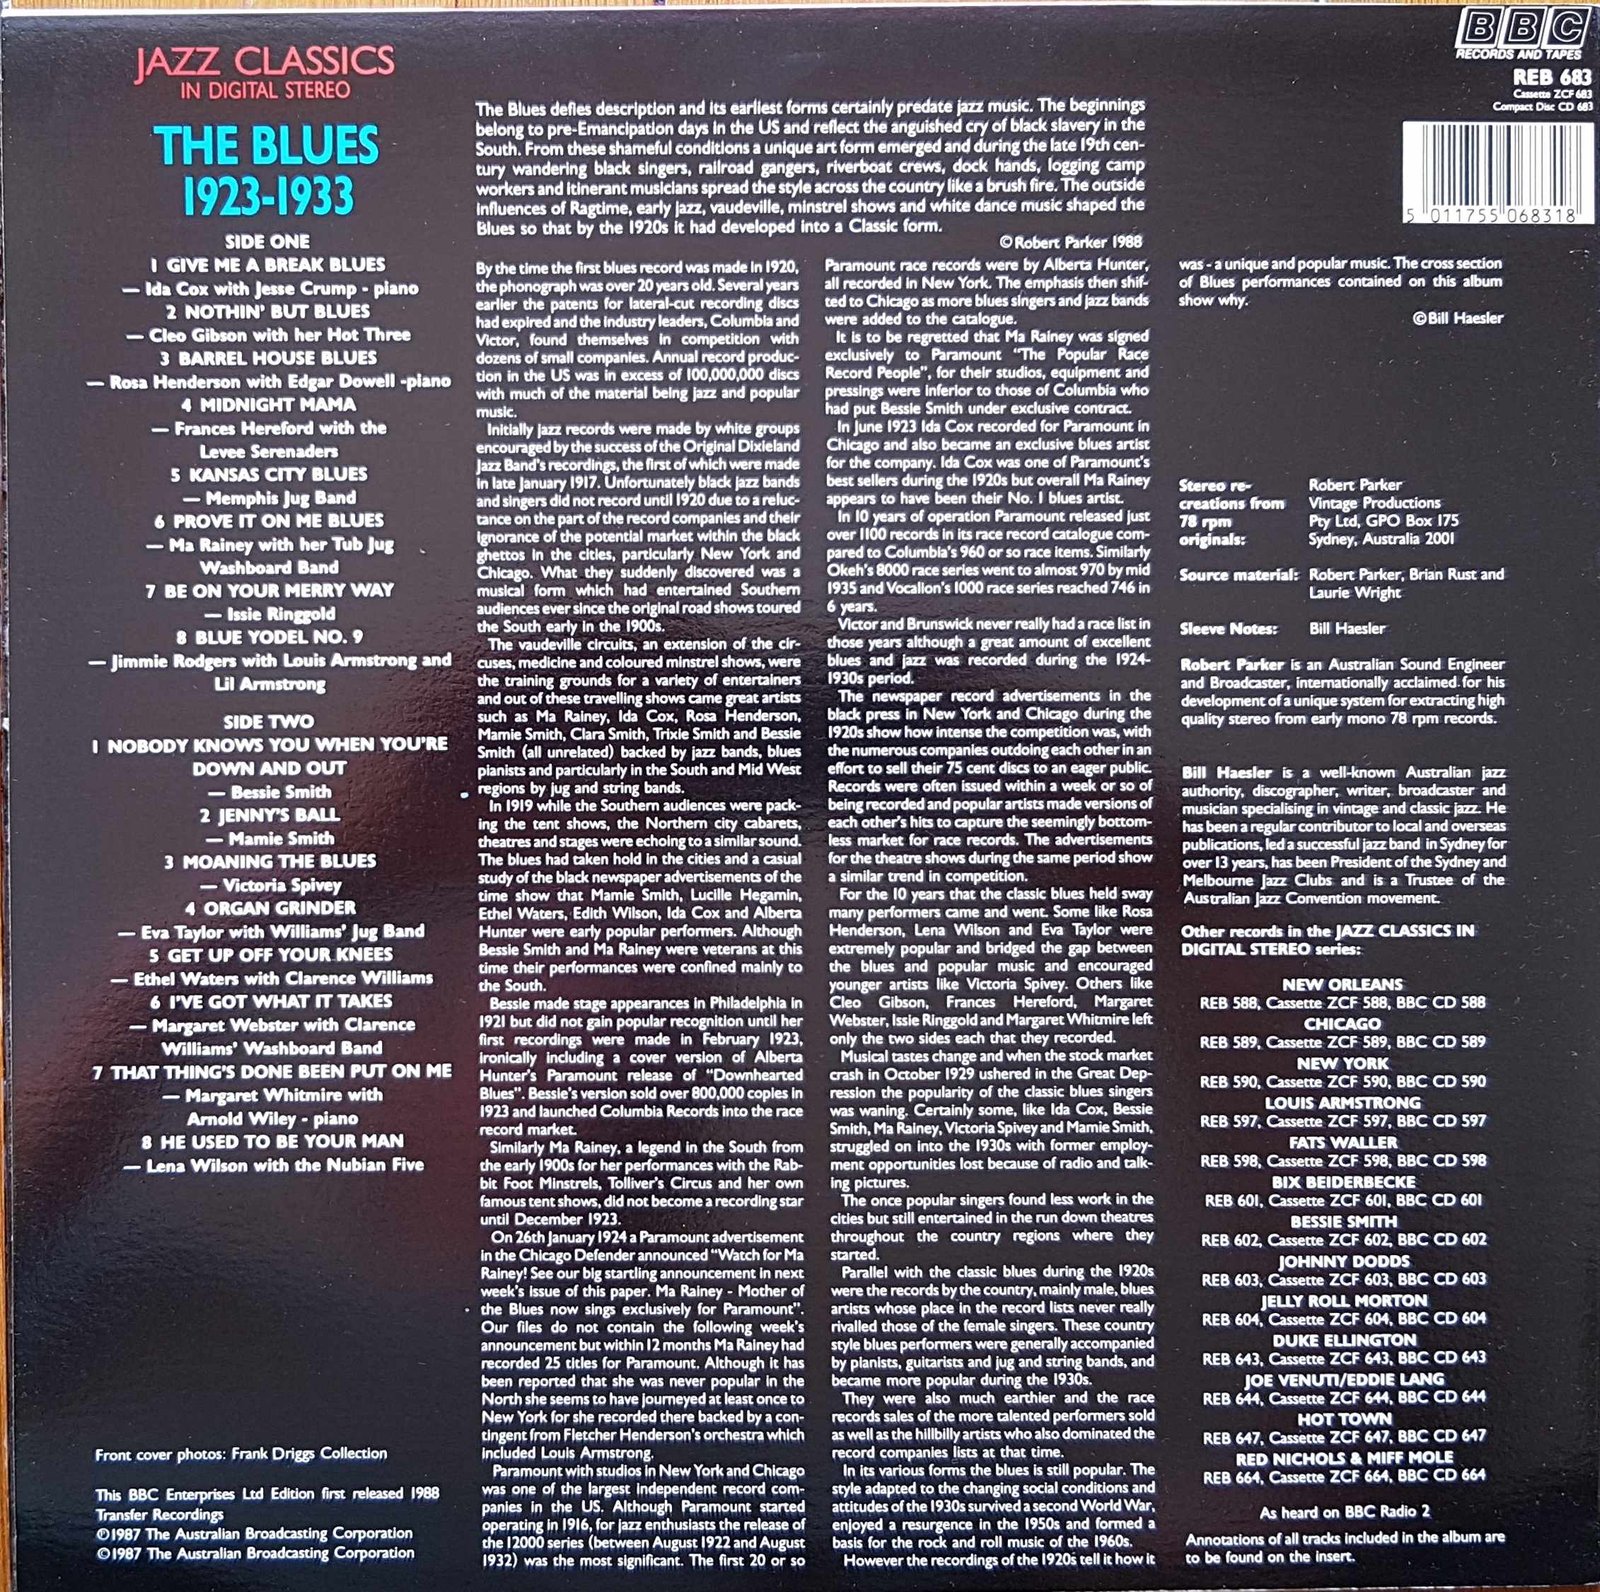 JAZZ CLASSICS
IN DIGITAL STEREO
THE BLUES
1923-1933
SIDE ONE
1 GIVE ME A BREAK BLUES
— Ida Cox with Jesse Crump - piano
2 NOTHIN' BUT BLUES
— Cleo Gibson with her Hot Three
3 BARREL HOUSE BLUES
— Rosa Henderson with Edgar Dowell -piano
4 MIDNIGHT MAMA
— Frances Hereford with the
Levee Serenaders
5 KANSAS CITY BLUES
— Memphis Jug Band
6 PROVE IT ON ME BLUES
— Ma Rainey with her Tub Jug
Washboard Band
7 BE ON YOUR MERRY WAY
— Issie Ringgold
8 BLUE YODEL NO. 9
— Jimmie Rodgers with Louis Armstrong and
Lil Armstrong
SIDE TWO
1 NOBODY KNOWS YOU WHEN YOU'RE
DOWN AND OUT
— Bessie Smith
2 JENNY'S BALL
— Mamie Smith
3 MOANING THE BLUES
— Victoria Spivey
4 ORGAN GRINDER
— Eva Taylor with Williams' Jug Band
5 GET UP OFF YOUR KNEES
— Ethel Waters with Clarence Williams
6 I'VE GOT WHAT IT TAKES
— Margaret Webster with Clarence
Williams' Washboard Band
7 THAT THING'S DONE BEEN PUT ON ME
— Margaret Whitmire with
Arnold Wiley - piano
8 HE USED TO BE YOUR MAN
— Lena Wilson with the Nubian Five
Front cover photos: Frank Driggs Collection
This BBC Enterprises Ltd Edition first released 1988
Transfer Recordings
℗1987 The Australian Broadcasting Corporation
©1987 The Australian Broadcasting Corporation
The Blues defies description and its earliest forms certainly predate jazz music. The beginnings
belong to pre-Emancipation days in the US and reflect the anguished cry of black slavery in the
South. From these shameful conditions a unique art form emerged and during the late 19th cen-
tury wandering black singers, railroad gangers, riverboat crews, dock hands, logging camp
workers and itinerant musicians spread the style across the country like a brush fire. The outside
influences of Ragtime, early jazz, vaudeville, minstrel shows and white dance music shaped the
Blues so that by the 1920s it had developed into a Classic form.
©Robert Parker 1988
By the time the first blues record was made in 1920,
the phonograph was over 20 years old. Several years
earlier the patents for lateral-cut recording discs
had expired and the industry leaders, Columbia and
Victor, found themselves in competition with
dozens of small companies. Annual record produc-
tion in the US was in excess of 100,000,000 discs
with much of the material being jazz and popular
music.
Initially jazz records were made by white groups
encouraged by the success of the Original Dixieland
Jazz Band's recordings, the first of which were made
in late January 1917. Unfortunately black jazz bands
and singers did not record until 1920 due to a reluc-
tance on the part of the record companies and their
ignorance of the potential market within the black
ghettos in the cities, particularly New York and
Chicago. What they suddenly discovered was a
musical form which had entertained Southern
audiences ever since the original road shows toured
the South early in the 1900s.
The vaudeville circuits, an extension of the cir-
cuses, medicine and coloured minstrel shows, were
the training grounds for a variety of entertainers
and out of these travelling shows came great artists
such as Ma Rainey, Ida Cox, Rosa Henderson,
Mamie Smith, Clara Smith, Trixie Smith and Bessie
Smith (all unrelated) backed by jazz bands, blues
pianists and particularly in the South and Mid West
regions by jug and string bands.
In 1919 while the Southern audiences were pack-
ing the tent shows, the Northern city cabarets,
theatres and stages were echoing to a similar sound.
The blues had taken hold in the cities and a casual
study of the black newspaper advertisements of the
time show that Mamie Smith, Lucille Hegamin,
Ethel Waters, Edith Wilson, Ida Cox and Alberta
Hunter were early popular performers. Although
Bessie Smith and Ma Rainey were veterans at this
time their performances were confined mainly to
the South.
Bessie made stage appearances in Philadelphia in
1921 but did not gain popular recognition until her
first recordings were made in February 1923,
ironically including a cover version of Alberta
Hunter's Paramount release of "Downhearted
Blues". Bessie's version sold over 800,000 copies in
1923 and launched Columbia Records into the race
record market.
Similarly Ma Rainey, a legend in the South from
the early 1900s for her performances with the Rab-
bit Foot Minstrels, Tolliver's Circus and her own
famous tent shows, did not become a recording star
until December 1923.
On 26th January 1924 a Paramount advertisement
in the Chicago Defender announced "Watch for Ma
Rainey! See our big startling announcement in next
week's issue of this paper. Ma Rainey - Mother of
the Blues now sings exclusively for Paramount".
Our files do not contain the following week's
announcement but within 12 months Ma Rainey had
recorded 25 titles for Paramount. Although it has
been reported that she was never popular in the
North she seems to have journeyed at least once to
New York for she recorded there backed by a con-
tingent from Fletcher Henderson's orchestra which
included Louis Armstrong.
Paramount with studios in New York and Chicago
was one of the largest independent record com-
panies in the US. Although Paramount started
operating in 1916, for jazz enthusiasts the release of
the 12000 series (between August 1922 and August
1932) was the most significant. The first 20 or so
Paramount race records were by Alberta Hunter,
all recorded in New York. The emphasis then shif-
ted to Chicago as more blues singers and jazz bands
were added to the catalogue.
It is to be regretted that Ma Rainey was signed
exclusively to Paramount "The Popular Race
Record People", for their studios, equipment and
pressings were inferior to those of Columbia who
had put Bessie Smith under exclusive contract.
In June 1923 Ida Cox recorded for Paramount in
Chicago and also became an exclusive blues artist
for the company. Ida Cox was one of Paramount's
best sellers during the 1920s but overall Ma Rainey
appears to have been their No. 1 blues artist.
In 10 years of operation Paramount released just
over 1100 records in its race record catalogue com-
pared to Columbia's 960 or so race items. Similarly
Okeh's 8000 race series went to almost 970 by mid
1935 and Vocalion's 1000 race series reached 746 in
6 years.
Victor and Brunswick never really had a race list in
those years although a great amount of excellent
blues and jazz was recorded during the 1924-
1930s period.
The newspaper record advertisements in the
black press in New York and Chicago during the
1920s show how intense the competition was, with
the numerous companies outdoing each other in an
effort to sell their 75 cent discs to an eager public.
Records were often issued within a week or so of
being recorded and popular artists made versions of
each other's hits to capture the seemingly bottom-
less market for race records. The advertisements
for the theatre shows during the same period show
a similar trend in competition.
For the 10 years that the classic blues held sway
many performers came and went. Some like Rosa
Henderson, Lena Wilson and Eva Taylor were
extremely popular and bridged the gap between
the blues and popular music and encouraged
younger artists like Victoria Spivey. Others like
Cleo Gibson, Frances Hereford, Margaret
Webster, Issie Ringgold and Margaret Whitmire left
only the two sides each that they recorded.
Musical tastes change and when the stock market
crash in October 1929 ushered in the Great Dep-
ression the popularity of the classic blues singers
was waning. Certainly some, like Ida Cox, Bessie
Smith, Ma Rainey, Victoria Spivey and Mamie Smith,
struggled on into the 1930s with former employ-
ment opportunities lost because of radio and talk-
ing pictures.
The once popular singers found less work in the
cities but still entertained in the run down theatres
throughout the country regions where they
started.
Parallel with the classic blues during the 1920s
were the records by the country, mainly male, blues
artists whose place in the record lists never really
rivalled those of the female singers. These country
style blues performers were generally accompanied
by pianists, guitarists and jug and string bands, and
became more popular during the 1930s.
They were also much earthier and the race
records sales of the more talented performers sold
as well as the hillbilly artists who also dominated the
record companies lists at that time.
In its various forms the blues is still popular. The
style adapted to the changing social conditions and
attitudes of the 1930s survived a second World War,
enjoyed a resurgence in the 1950s and formed a
basis for the rock and roll music of the 1960s.
However the recordings of the 1920s tell it how it
was - a unique and popular music. The cross section
of Blues performances contained on this album
show why.
©Bill Haesler
BBC
RECORDS AND TAPES
REB 683
Cassette ZCF 683
Compact Disc CD 683
5 011755 068318
Stereo re-creations from 78 rpm originals:
Robert Parker
Vintage Productions
Pty Ltd, GPO Box 175
Sydney, Australia 2001
Source material: Robert Parker, Brian Rust and
Laurie Wright
Sleeve Notes: Bill Haesler
Robert Parker is an Australian Sound Engineer
and Broadcaster, internationally acclaimed for his
development of a unique system for extracting high
quality stereo from early mono 78 rpm records.
Bill Haesler is a well-known Australian jazz
authority, discographer, writer, broadcaster and
musician specialising in vintage and classic jazz. He
has been a regular contributor to local and overseas
publications, led a successful jazz band in Sydney for
over 13 years, has been President of the Sydney and
Melbourne Jazz Clubs and is a Trustee of the
Australian Jazz Convention movement.
Other records in the JAZZ CLASSICS IN
DIGITAL STEREO series:
NEW ORLEANS
REB 588, Cassette ZCF 588, BBC CD 588
CHICAGO
REB 589, Cassette ZCF 589, BBC CD 589
NEW YORK
REB 590, Cassette ZCF 590, BBC CD 590
LOUIS ARMSTRONG
REB 597, Cassette ZCF 597, BBC CD 597
FATS WALLER
REB 598, Cassette ZCF 598, BBC CD 598
BIX BEIDERBECKE
REB 601, Cassette ZCF 601, BBC CD 601
BESSIE SMITH
REB 602, Cassette ZCF 602, BBC CD 602
JOHNNY DODDS
REB 603, Cassette ZCF 603, BBC CD 603
JELLY ROLL MORTON
REB 604, Cassette ZCF 604, BBC CD 604
DUKE ELLINGTON
REB 643, Cassette ZCF 643, BBC CD 643
JOE VENUTI/EDDIE LANG
REB 644, Cassette ZCF 644, BBC CD 644
HOT TOWN
REB 647, Cassette ZCF 647, BBC CD 647
RED NICHOLS & MIFF MOLE
REB 664, Cassette ZCF 664, BBC CD 664
As heard on BBC Radio 2
Annotations of all tracks included in the album are
to be found on the insert.